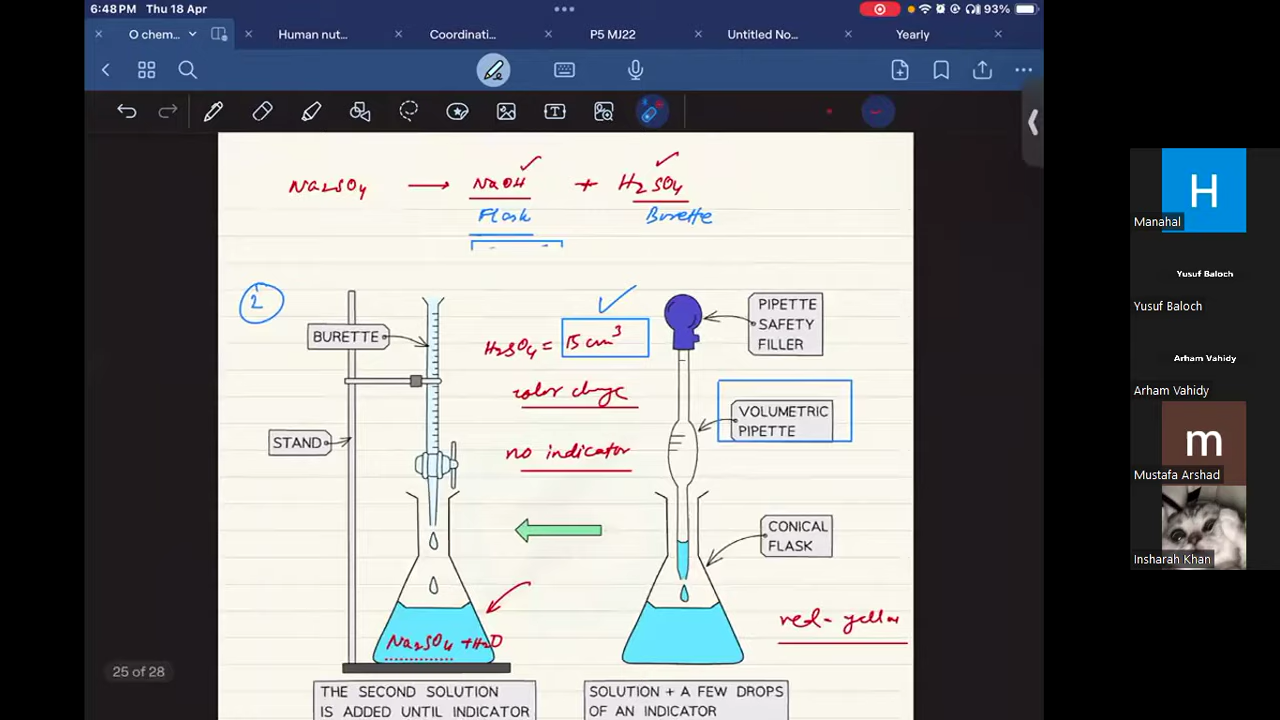 6:48 PM Thu 18 Apr
93%
O chem...
Human nut...
Coordinati...
P5 MJ22
Untitled No...
Yearly
Na2SO4 → NaOH + H2SO4
Flask
Burette
2
BURETTE
H2SO4 = 15 cm³
PIPETTE
SAFETY
FILLER
color change
VOLUMETRIC
PIPETTE
STAND
no indicator
CONICAL
FLASK
red - yellow
Na2SO4 + H2O
25 of 28
THE SECOND SOLUTION
IS ADDED UNTIL INDICATOR
SOLUTION + A FEW DROPS
OF AN INDICATOR
H
Manahal
Yusuf Baloch
Yusuf Baloch
Arham Vahidy
Arham Vahidy
m
Mustafa Arshad
Insharah Khan